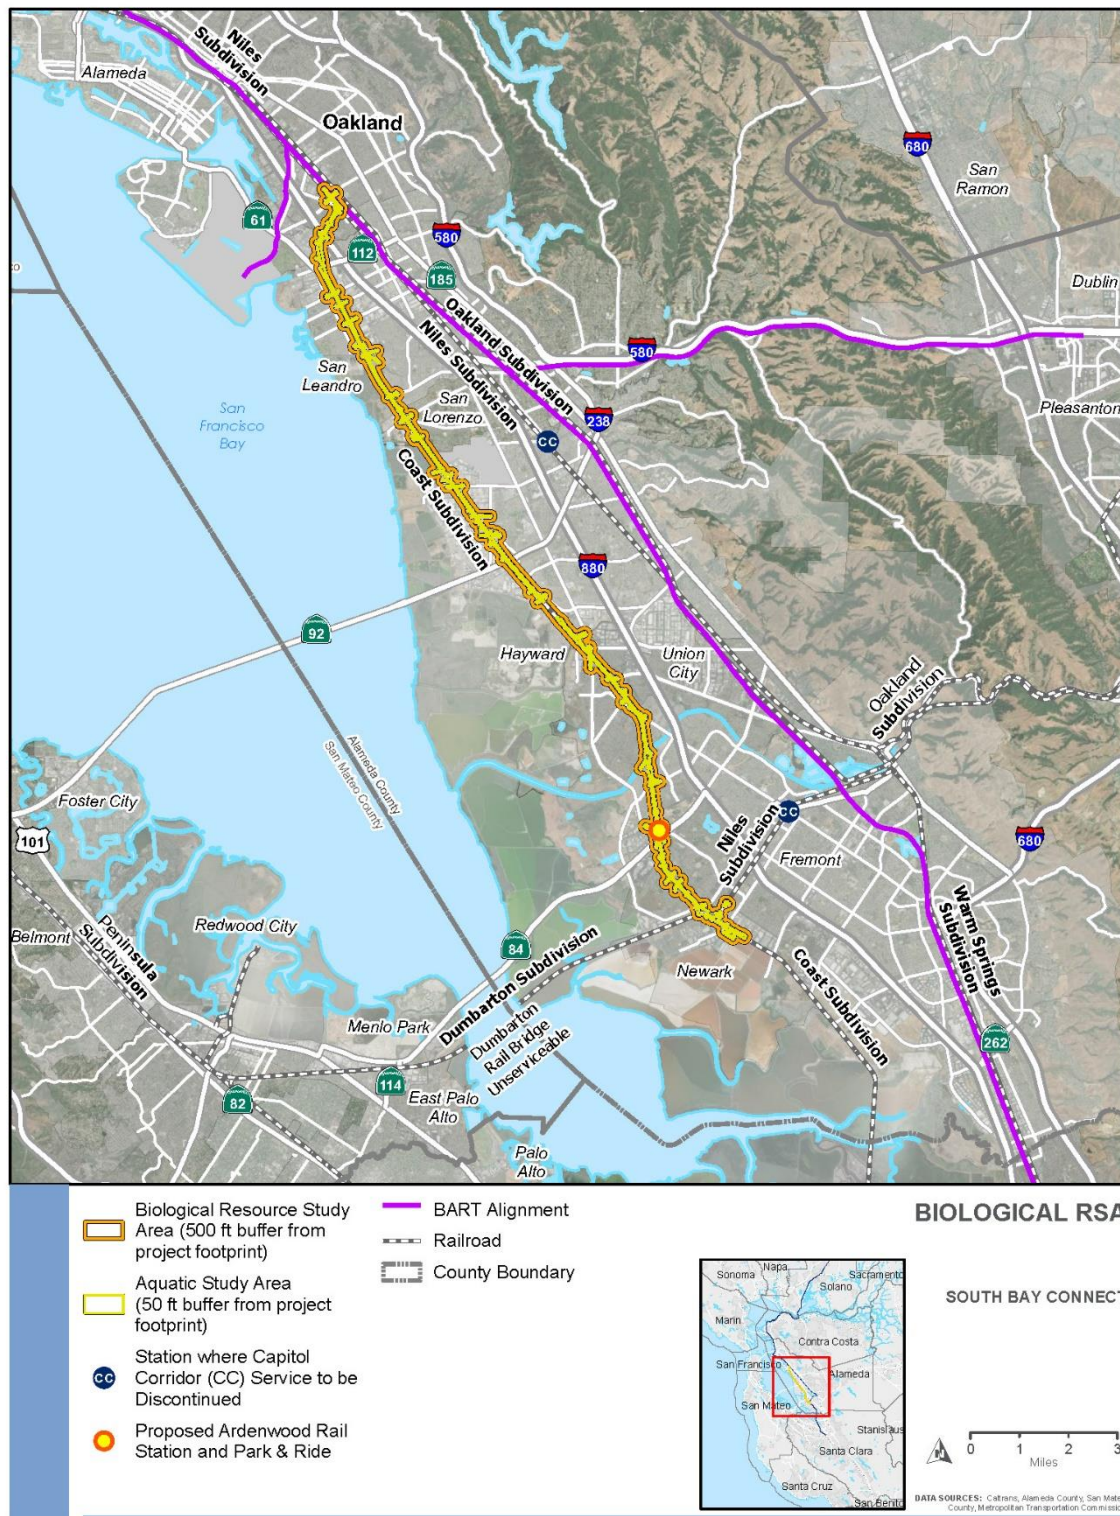 Niles
Subdivision
Alameda
Oakland
680
San
Ramon
61
580
112
185
Dublin
Oakland Subdivision
Niles Subdivision
580
San
Leandro
San
Lorenzo
238
Pleasanton
San
Francisco
Bay
CC
Coast Subdivision
880
92
Hayward
Union
City
Oakland
Subdivision
Alameda County
San Mateo County
Foster City
101
CC
Niles
Subdivision
Fremont
680
Warm Springs
Subdivision
Redwood City
Belmont
Peninsula
Subdivision
84
Dumbarton Subdivision
Newark
Coast Subdivision
Menlo Park
Dumbarton
Rail Bridge
Unserviceable
262
114
82
East Palo
Alto
Palo
Alto
Biological Resource Study
Area (500 ft buffer from
project footprint)
Aquatic Study Area
(50 ft buffer from project
footprint)
CC
Station where Capitol
Corridor (CC) Service to be
Discontinued
Proposed Ardenwood Rail
Station and Park & Ride
BART Alignment
Railroad
County Boundary
Sonoma
Napa
Sacramento
Solano
Marin
Contra Costa
San Francisco
Alameda
San Mateo
Stanislaus
Santa Clara
Santa Cruz
San Benito
BIOLOGICAL RSA
SOUTH BAY CONNECT
N
0 1 2 3
Miles
DATA SOURCES: Caltrans, Alameda County, San Mate
County, Metropolitan Transportation Commissio